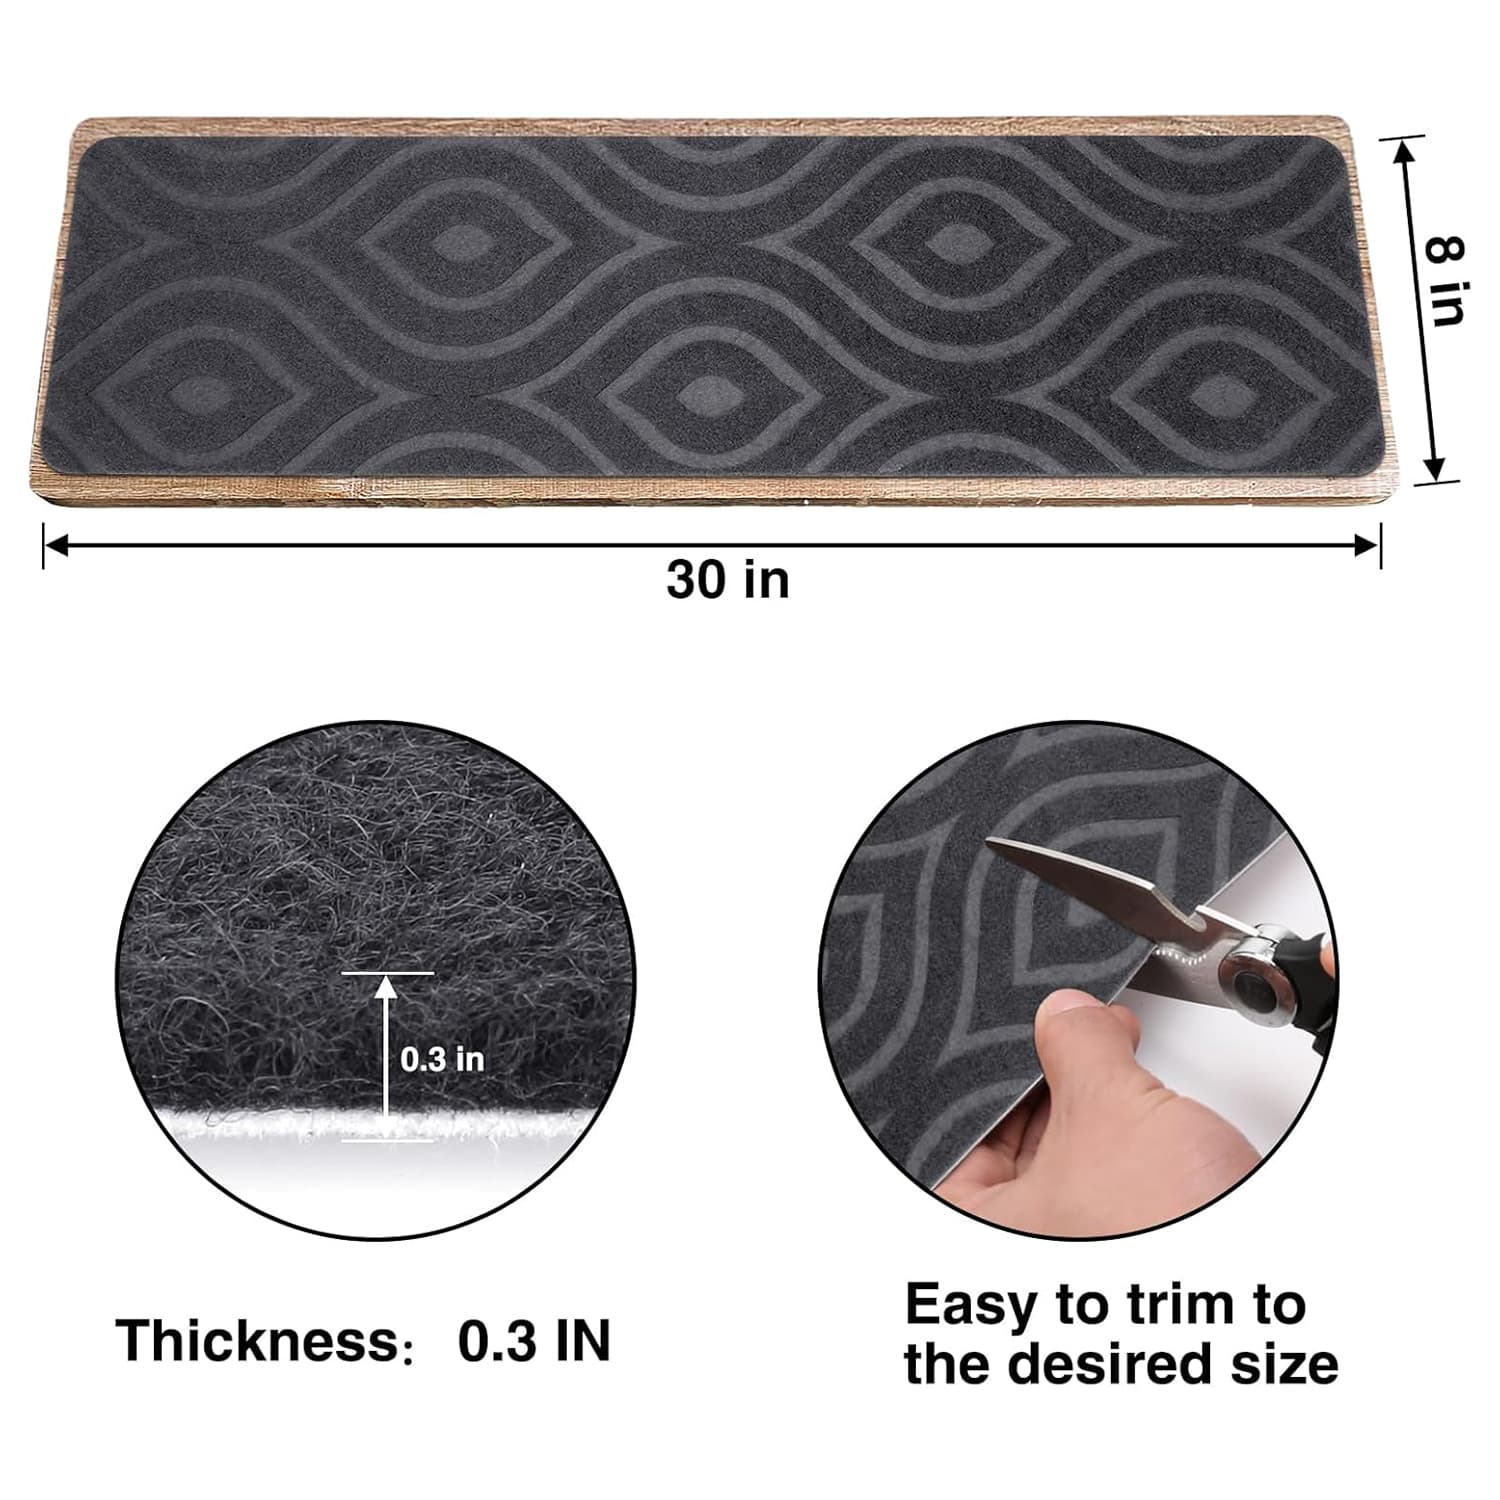 8 in
30 in
0.3 in
Thickness: 0.3 IN
Easy to trim to
the desired size